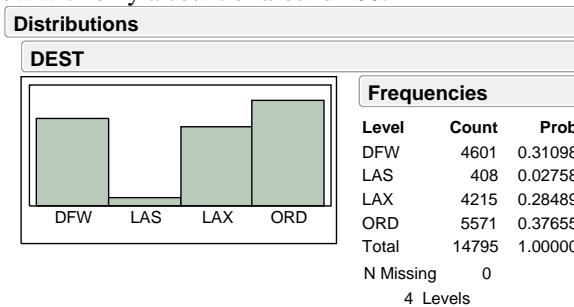 Distributions
DEST
DFW LAS LAX ORD
Frequencies
Level Count Prob
DFW 4601 0.31098
LAS 408 0.02758
LAX 4215 0.28489
ORD 5571 0.37655
Total 14795 1.00000
N Missing 0
4 Levels